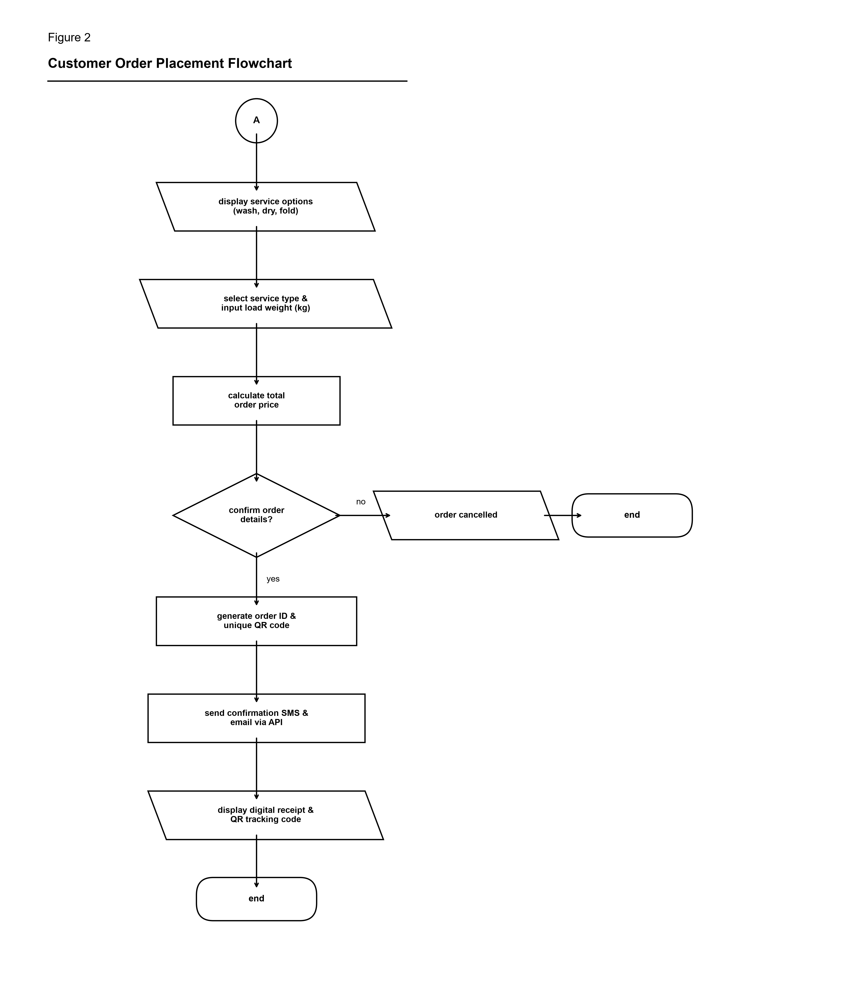 Figure 2
Customer Order Placement Flowchart
A
display service options
(wash, dry, fold)
select service type &
input load weight (kg)
calculate total
order price
confirm order
details?
no
order cancelled
end
yes
generate order ID &
unique QR code
send confirmation SMS &
email via API
display digital receipt &
QR tracking code
end